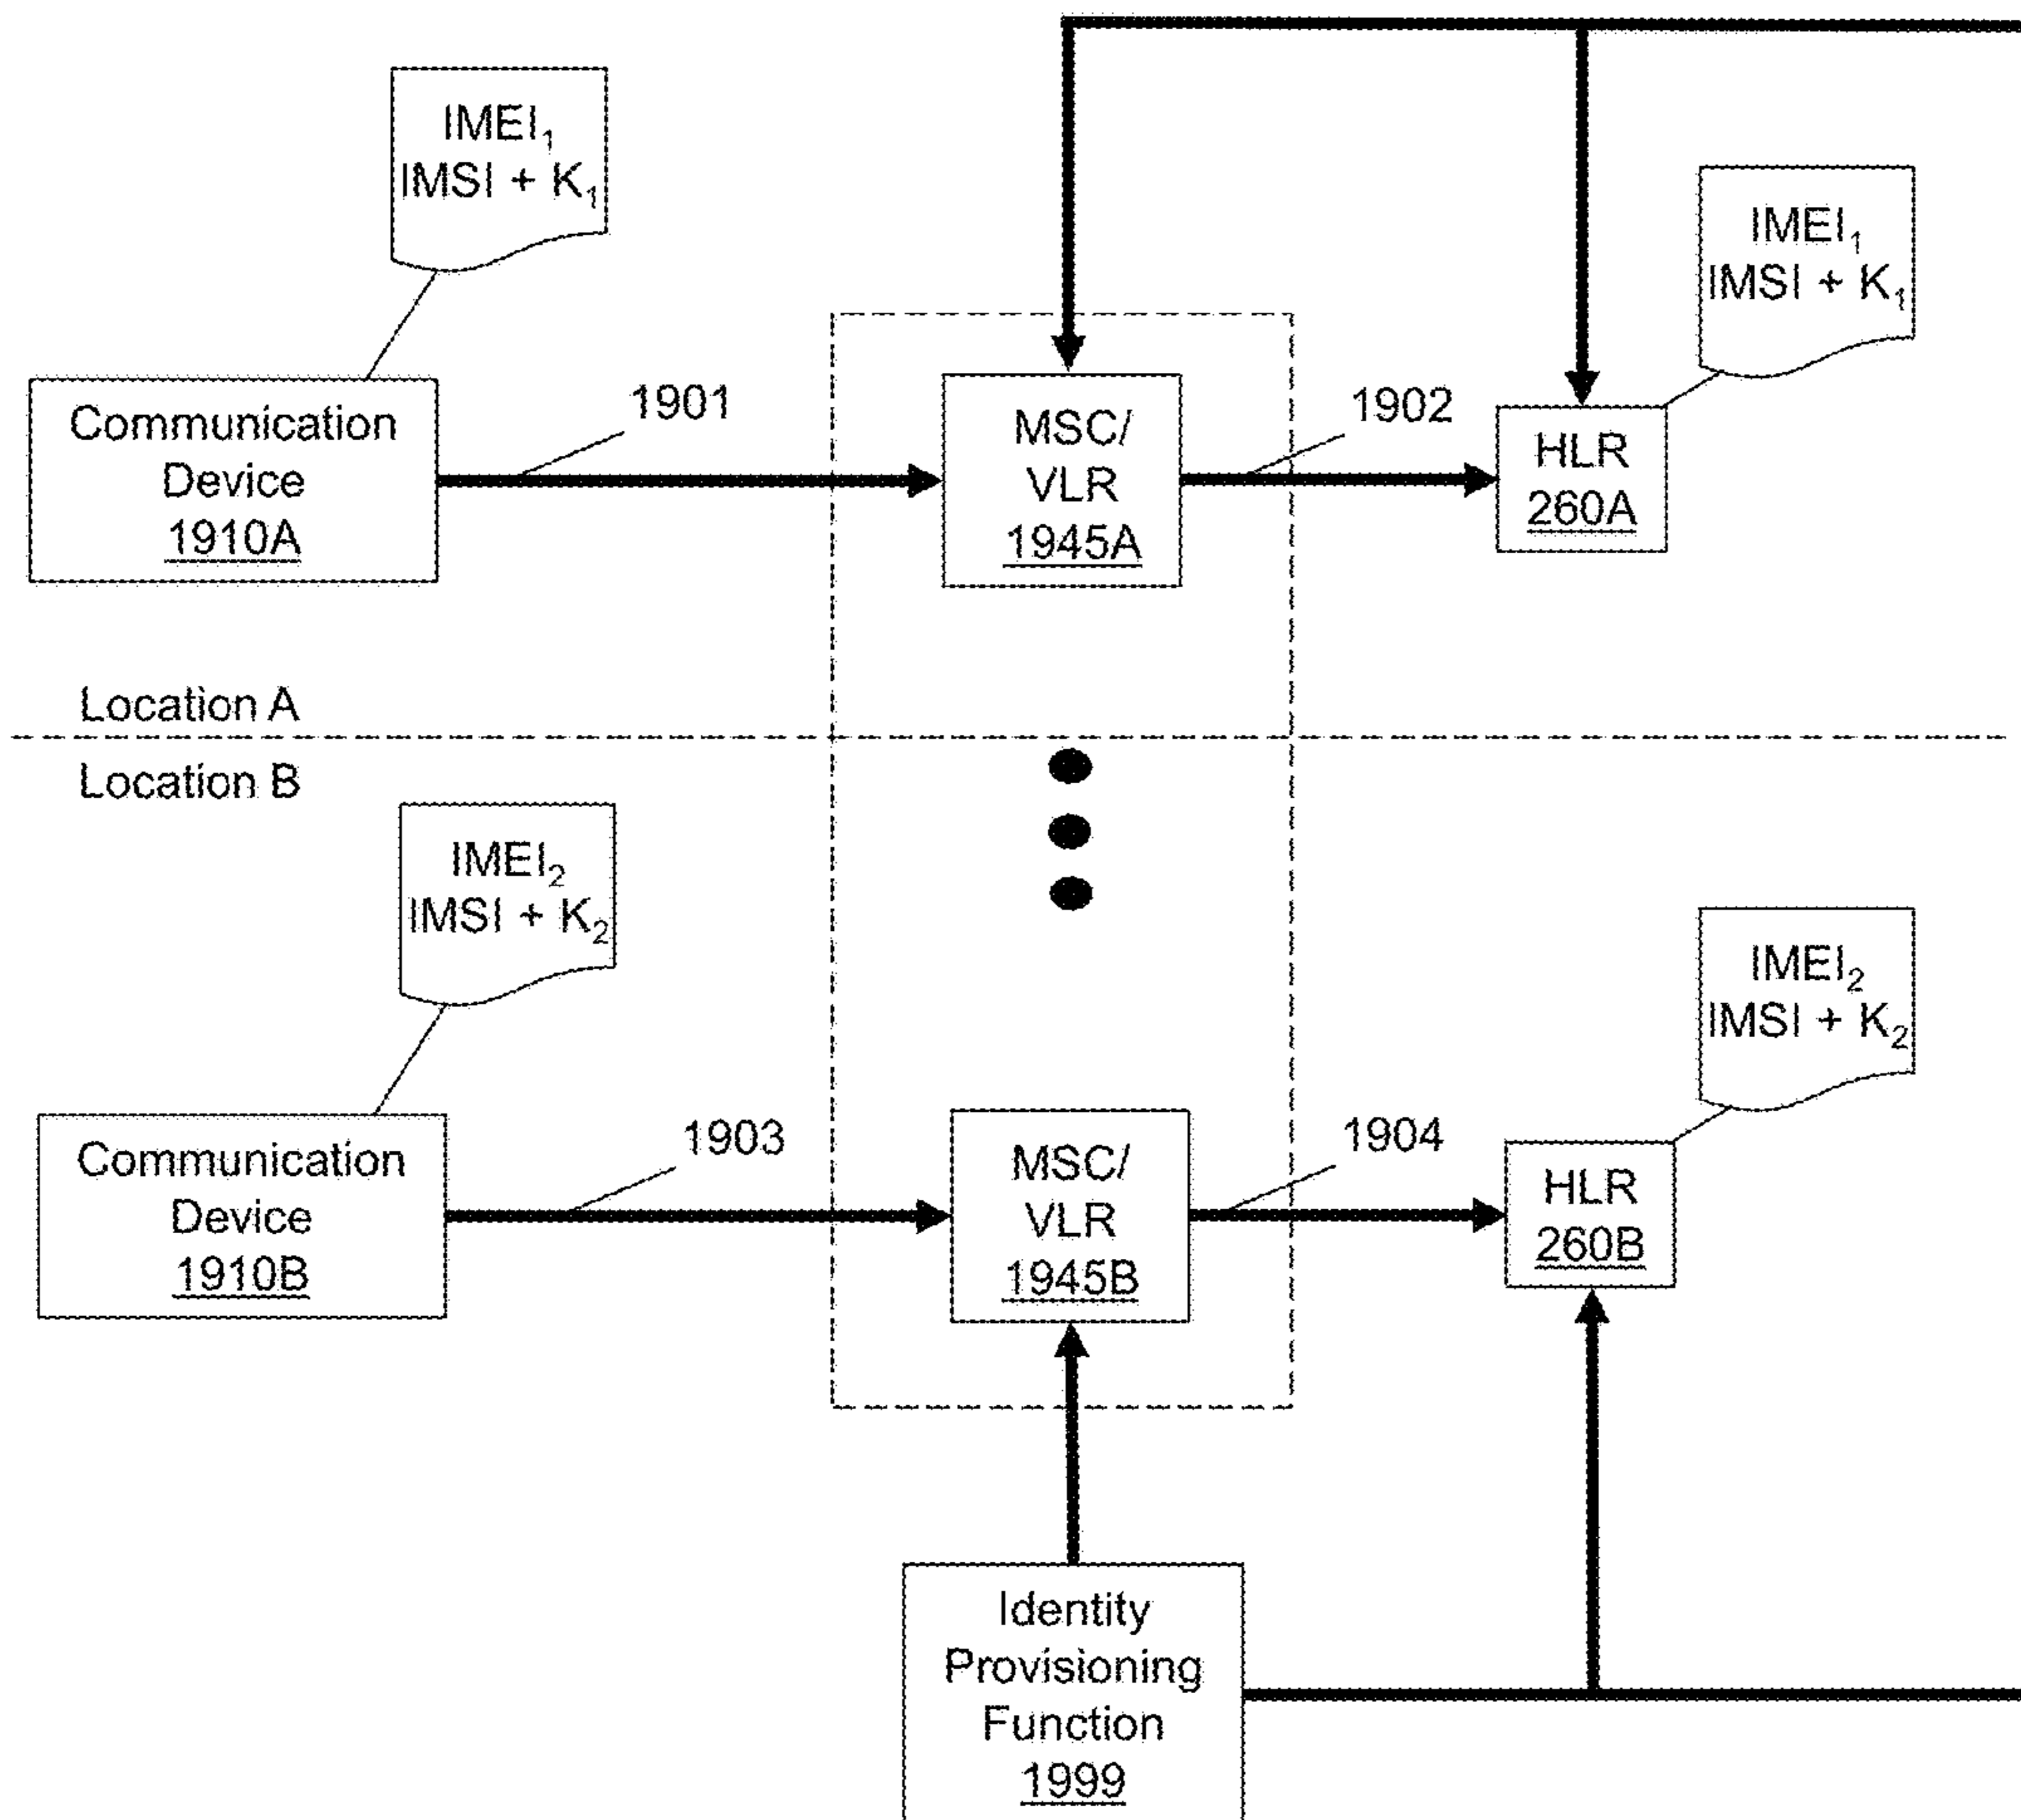 IMEI₁
IMSI + K₁
IMEI₁
IMSI + K₁
Communication
Device
1910A
1901
MSC/
VLR
1945A
1902
HLR
260A
Location A
Location B
IMEI₂
IMSI + K₂
IMEI₂
IMSI + K₂
Communication
Device
1910B
1903
MSC/
VLR
1945B
1904
HLR
260B
Identity
Provisioning
Function
1999